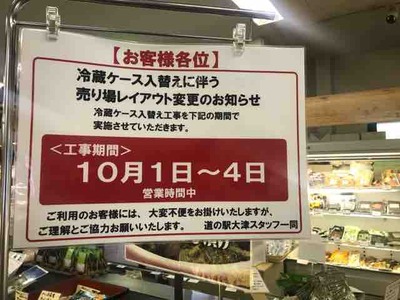 【お客様各位】
冷蔵ケース入替えに伴う
売り場レイアウト変更のお知らせ
冷蔵ケース入替え工事を下記の期間で
実施させていただきます。
＜工事期間＞
10月1日～4日
営業時間中
ご利用のお客様には、大変不便をお掛けいたしますが、
ご理解とご協力お願いいたします。　道の駅大津スタッフ一同